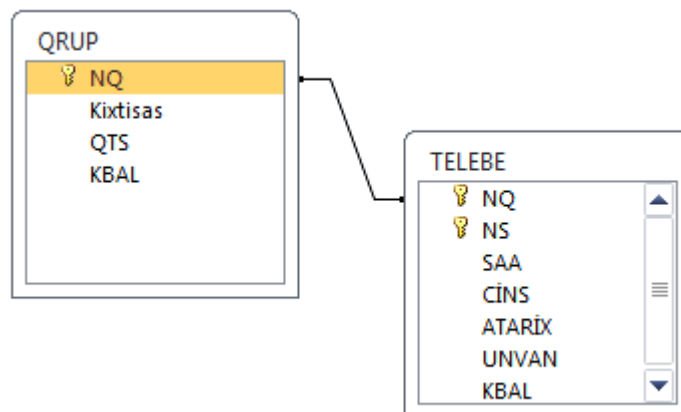 QRUP
NQ
Kixtisas
QTS
KBAL
TELEBE
NQ
NS
SAA
CİNS
ATARİX
UNVAN
KBAL